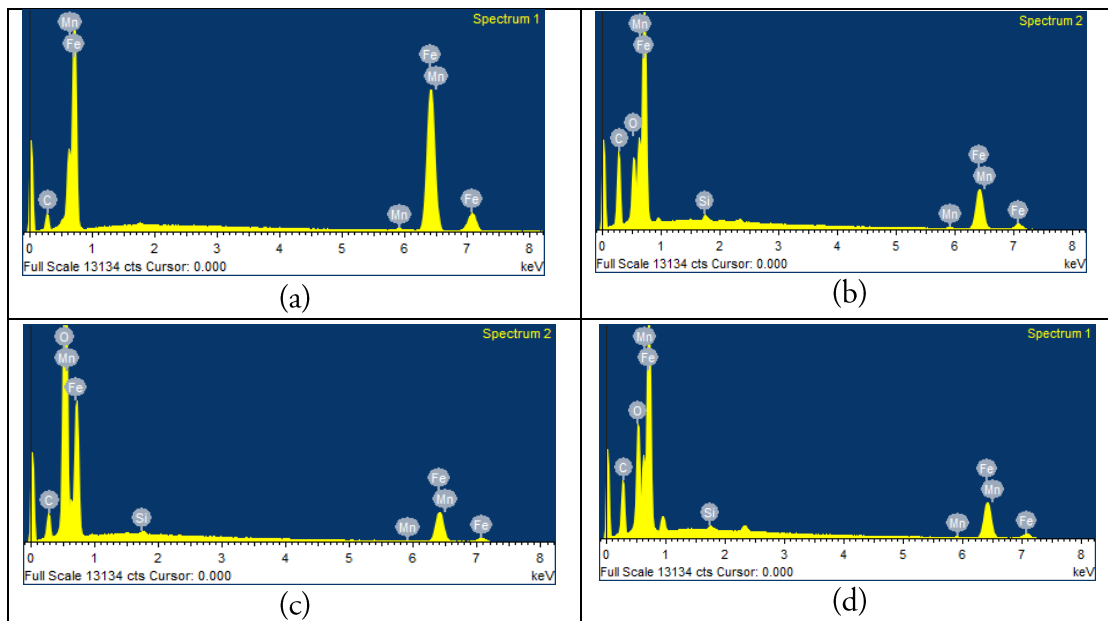 Spectrum 1
Mn
Fe
Fe
Mn
C
Mn
Fe
0 1 2 3 4 5 6 7 8
Full Scale 13134 cts Cursor: 0.000 keV
(a)
Spectrum 2
Mn
Fe
O
C
Fe
Mn
Si
Mn
Fe
0 1 2 3 4 5 6 7 8
Full Scale 13134 cts Cursor: 0.000 keV
(b)
Spectrum 2
O
Mn
Fe
Fe
C
Mn
Si
Mn
Fe
0 1 2 3 4 5 6 7 8
Full Scale 13134 cts Cursor: 0.000 keV
(c)
Spectrum 1
Mn
Fe
O
C
Fe
Mn
Si
Mn
Fe
0 1 2 3 4 5 6 7 8
Full Scale 13134 cts Cursor: 0.000 keV
(d)